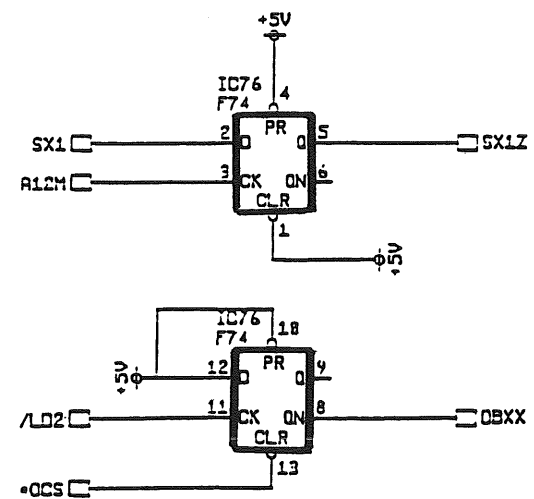 +5V
IC76
F74
4
PR
SX1
2
D
Q
5
SX1Z
A12M
3
CK
QN
6
CLR
1
+5V
IC76
F74
10
PR
+5V
12
D
Q
9
/LD2
11
CK
QN
8
OBXX
CLR
13
*OCS